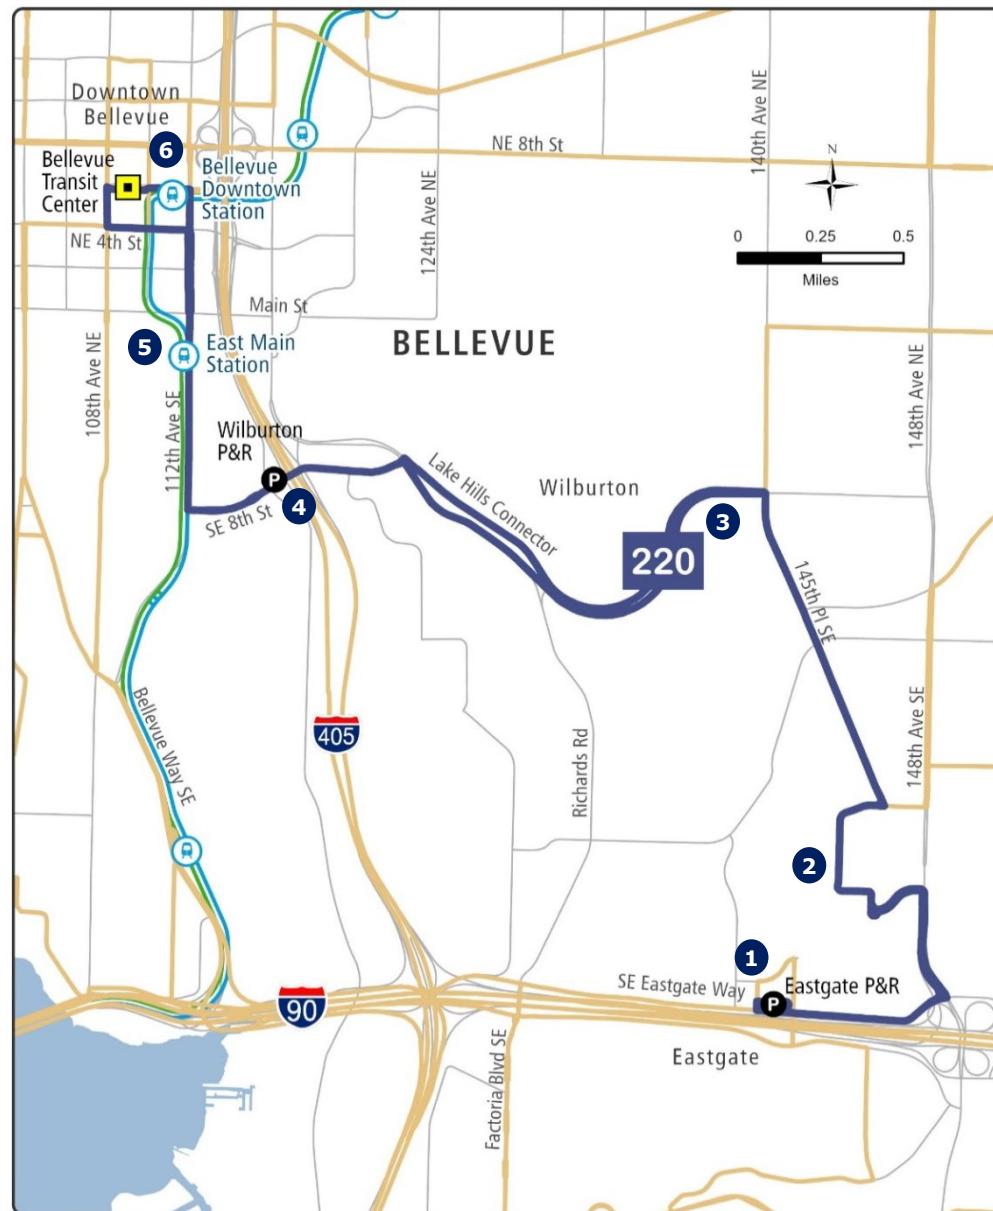 Downtown
Bellevue
6
Bellevue
Transit
Center
Bellevue
Downtown
Station
NE 8th St
140th Ave NE
N
NE 4th St
124th Ave NE
0 0.25 0.5
Miles
Main St
5
East Main
Station
BELLEVUE
108th Ave NE
112th Ave SE
148th Ave NE
Wilburton
P&R
P
4
SE 8th St
Lake Hills Connector
Wilburton
3
220
145th Pl SE
Bellevue Way SE
405
Richards Rd
148th Ave SE
2
1
SE Eastgate Way
Eastgate P&R
P
90
Eastgate
Factoria Blvd SE